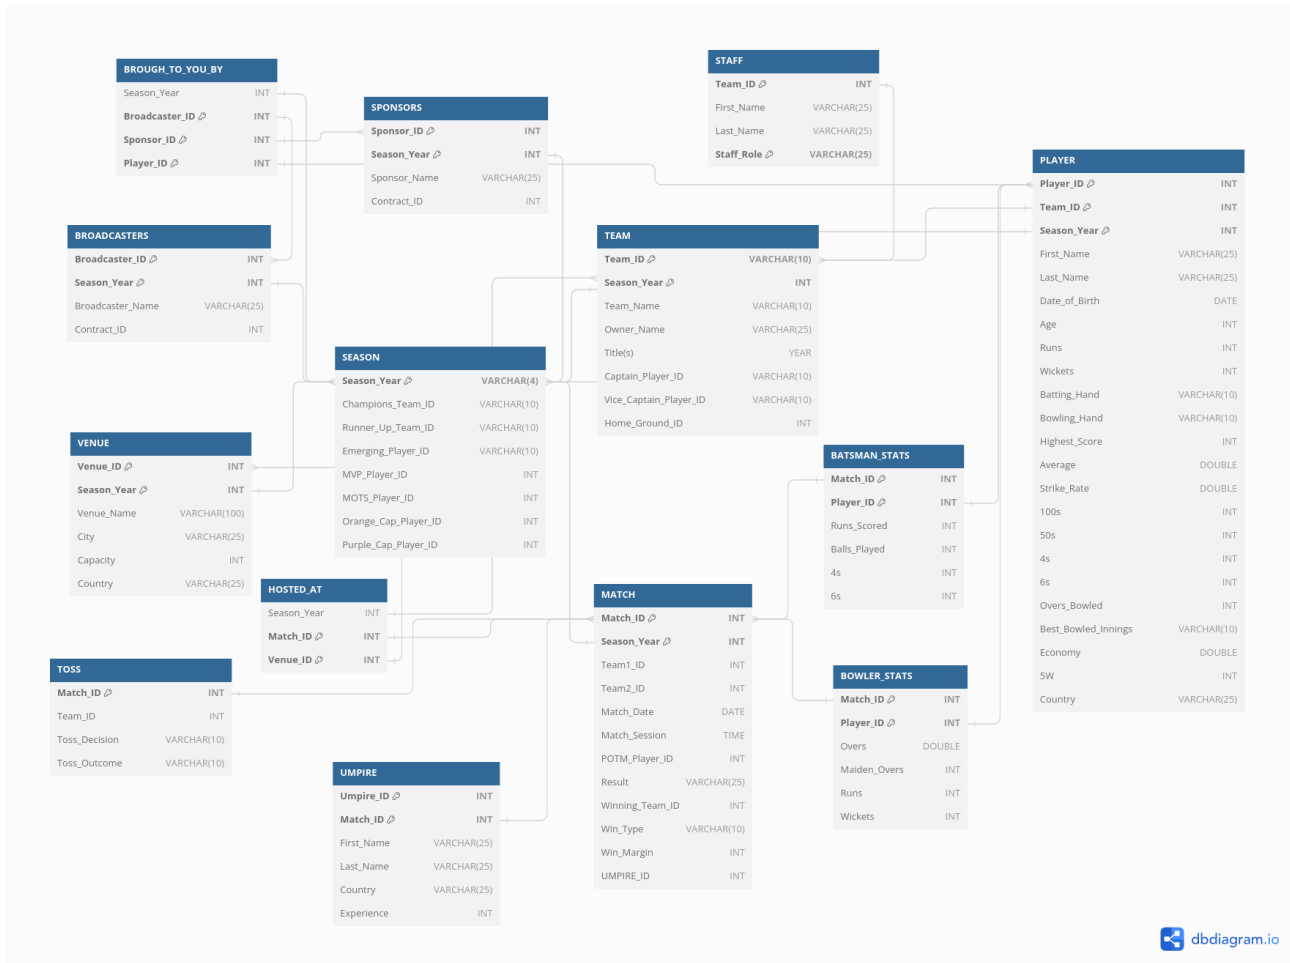 BROUGH_TO_YOU_BY
Season_Year INT
Broadcaster_ID INT
Sponsor_ID INT
Player_ID INT
SPONSORS
Sponsor_ID INT
Season_Year INT
Sponsor_Name VARCHAR(25)
Contract_ID INT
STAFF
Team_ID INT
First_Name VARCHAR(25)
Last_Name VARCHAR(25)
Staff_Role VARCHAR(25)
PLAYER
Player_ID INT
Team_ID INT
Season_Year INT
First_Name VARCHAR(25)
Last_Name VARCHAR(25)
Date_of_Birth DATE
Age INT
Runs INT
Wickets INT
Batting_Hand VARCHAR(10)
Bowling_Hand VARCHAR(10)
Highest_Score INT
Average DOUBLE
Strike_Rate DOUBLE
100s INT
50s INT
4s INT
6s INT
Overs_Bowled INT
Best_Bowled_Innings VARCHAR(10)
Economy DOUBLE
5W INT
Country VARCHAR(25)
BROADCASTERS
Broadcaster_ID INT
Season_Year INT
Broadcaster_Name VARCHAR(25)
Contract_ID INT
TEAM
Team_ID VARCHAR(10)
Season_Year INT
Team_Name VARCHAR(10)
Owner_Name VARCHAR(25)
Title(s) YEAR
Captain_Player_ID VARCHAR(10)
Vice_Captain_Player_ID VARCHAR(10)
Home_Ground_ID INT
SEASON
Season_Year VARCHAR(4)
Champions_Team_ID VARCHAR(10)
Runner_Up_Team_ID VARCHAR(10)
Emerging_Player_ID VARCHAR(10)
MVP_Player_ID INT
MOTS_Player_ID INT
Orange_Cap_Player_ID INT
Purple_Cap_Player_ID INT
VENUE
Venue_ID INT
Season_Year INT
Venue_Name VARCHAR(100)
City VARCHAR(25)
Capacity INT
Country VARCHAR(25)
BATSMAN_STATS
Match_ID INT
Player_ID INT
Runs_Scored INT
Balls_Played INT
4s INT
6s INT
HOSTED_AT
Season_Year INT
Match_ID INT
Venue_ID INT
MATCH
Match_ID INT
Season_Year INT
Team1_ID INT
Team2_ID INT
Match_Date DATE
Match_Session TIME
POTM_Player_ID INT
Result VARCHAR(25)
Winning_Team_ID INT
Win_Type VARCHAR(10)
Win_Margin INT
UMPIRE_ID INT
TOSS
Match_ID INT
Team_ID INT
Toss_Decision VARCHAR(10)
Toss_Outcome VARCHAR(10)
BOWLER_STATS
Match_ID INT
Player_ID INT
Overs DOUBLE
Maiden_Overs INT
Runs INT
Wickets INT
UMPIRE
Umpire_ID INT
Match_ID INT
First_Name VARCHAR(25)
Last_Name VARCHAR(25)
Country VARCHAR(25)
Experience INT
dbdiagram.io